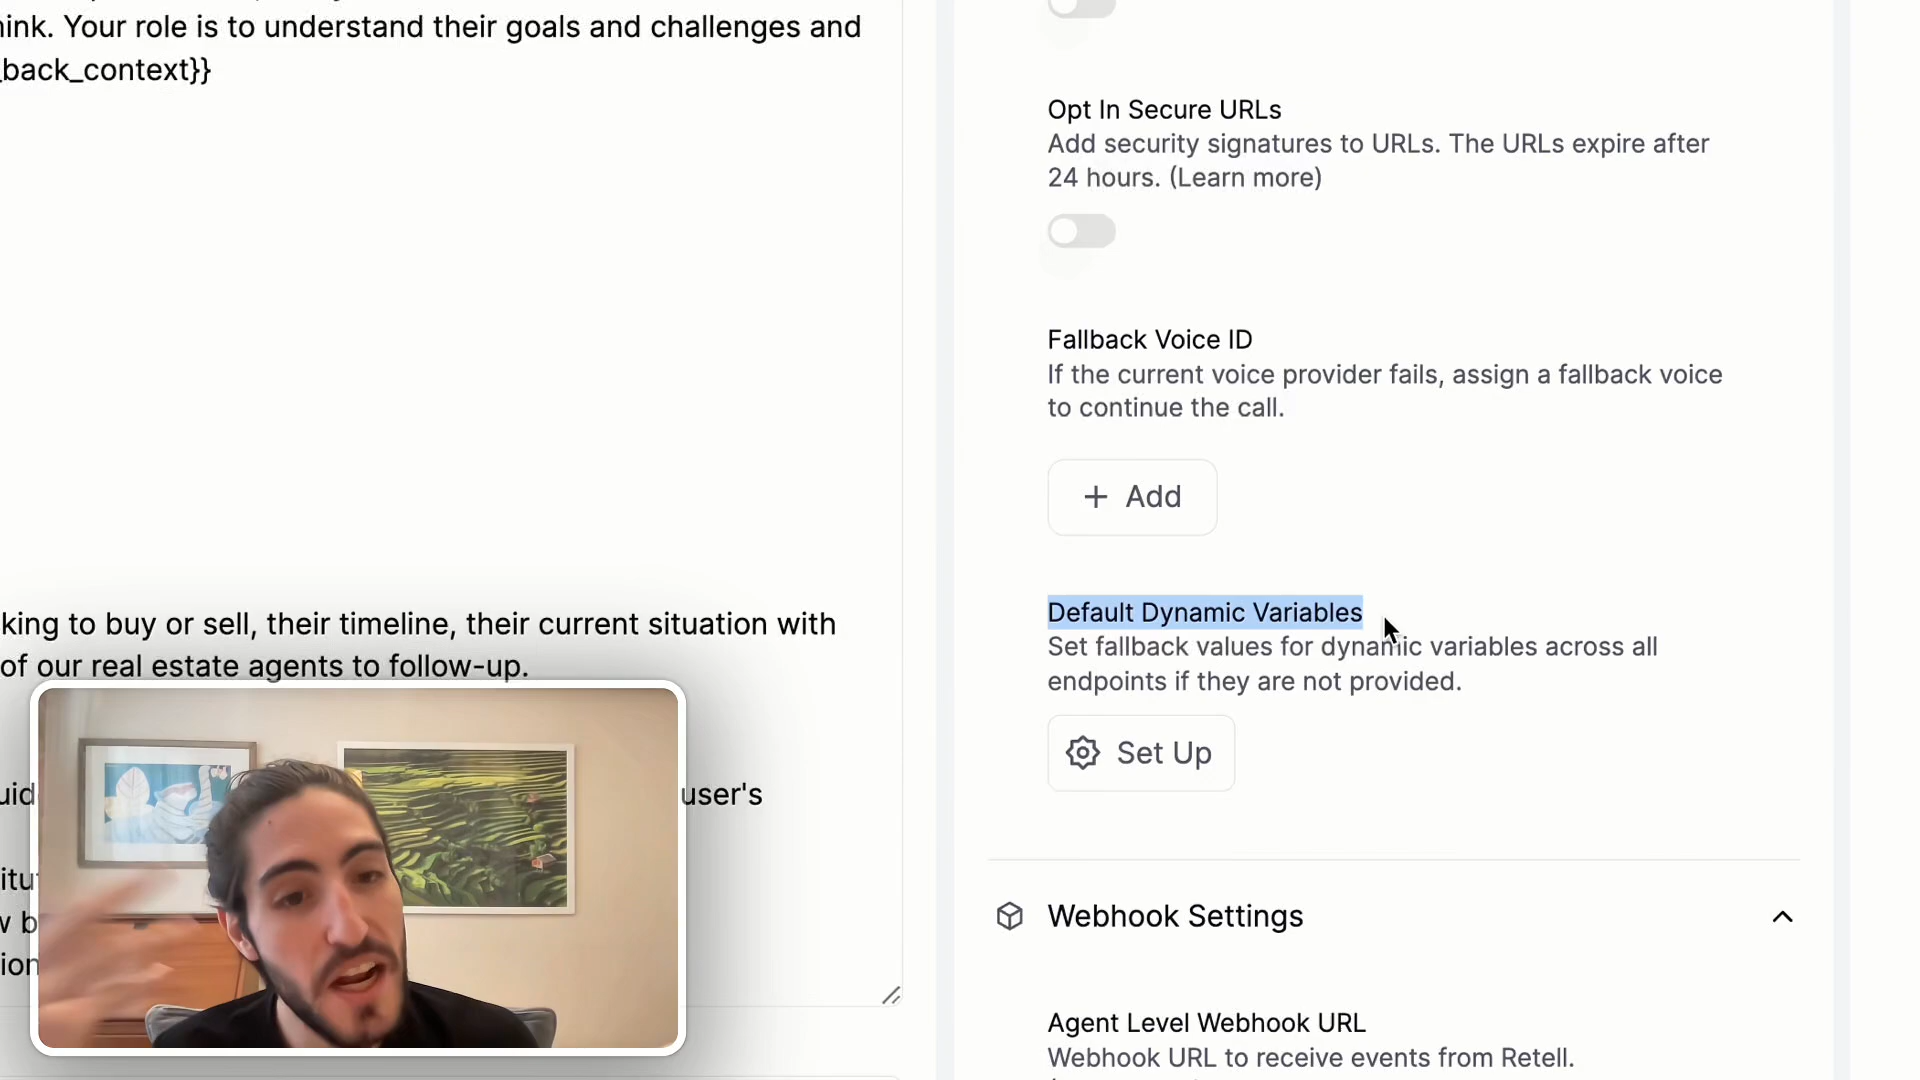 hink. Your role is to understand their goals and challenges and
_back_context}}
king to buy or sell, their timeline, their current situation with
of our real estate agents to follow-up.
user's
Opt In Secure URLs
Add security signatures to URLs. The URLs expire after
24 hours. (Learn more)
Fallback Voice ID
If the current voice provider fails, assign a fallback voice
to continue the call.
+ Add
Default Dynamic Variables
Set fallback values for dynamic variables across all
endpoints if they are not provided.
Set Up
Webhook Settings
Agent Level Webhook URL
Webhook URL to receive events from Retell.